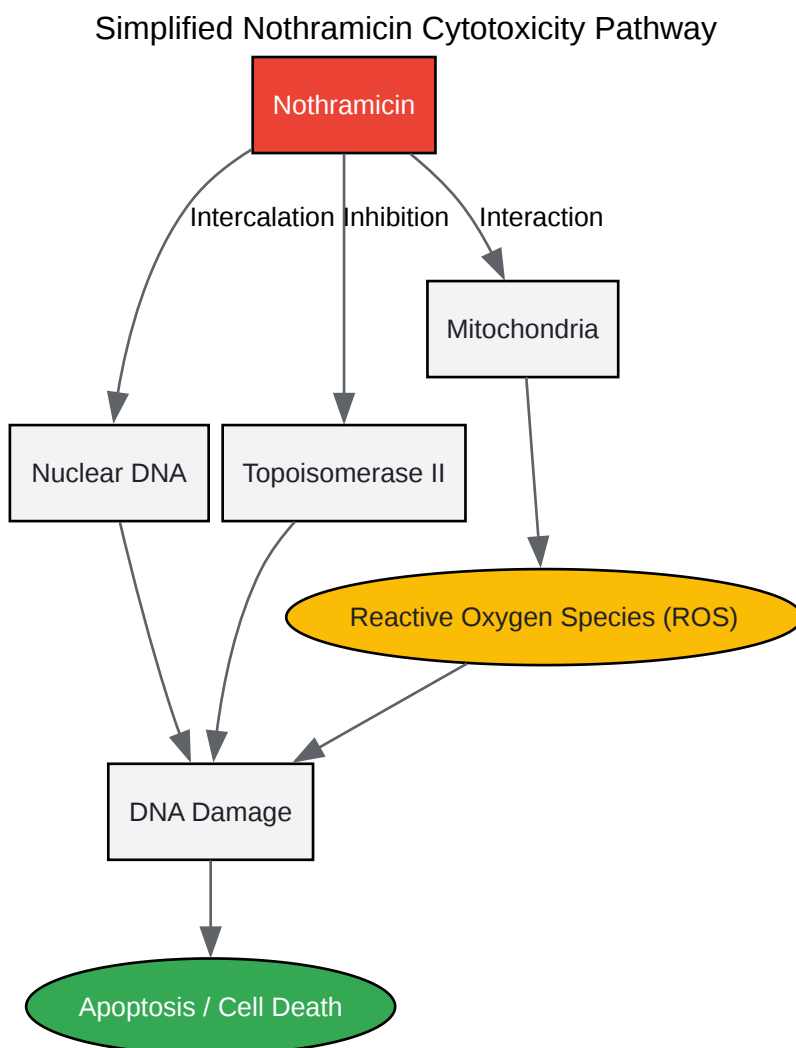 Simplified Nothramicin Cytotoxicity Pathway
Nothramicin
Intercalation
Inhibition
Interaction
Mitochondria
Nuclear DNA
Topoisomerase II
Reactive Oxygen Species (ROS)
DNA Damage
Apoptosis / Cell Death